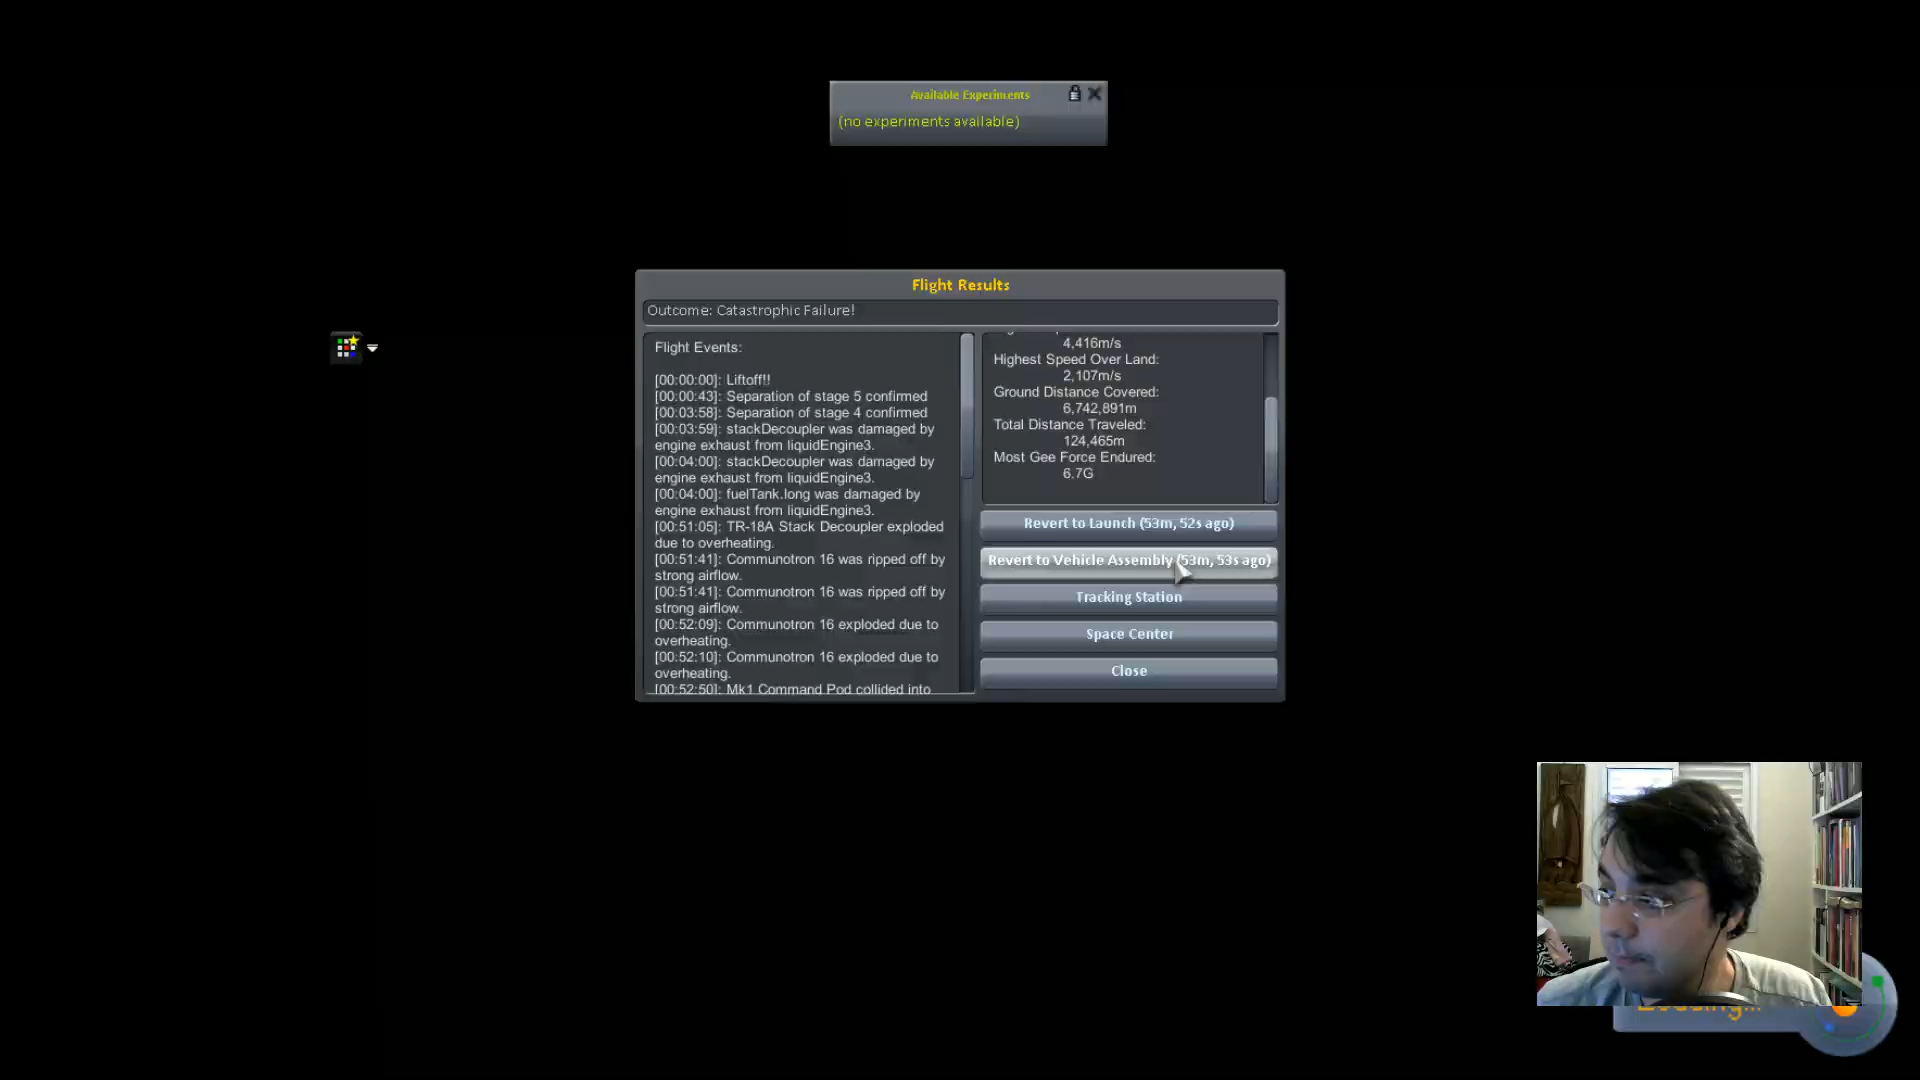 Available Experiments
(no experiments available)
Flight Results
Outcome: Catastrophic Failure!
Flight Events:
[00:00:00]: Liftoff!!
[00:00:43]: Separation of stage 5 confirmed
[00:03:58]: Separation of stage 4 confirmed
[00:03:59]: stackDecoupler was damaged by
engine exhaust from liquidEngine3.
[00:04:00]: stackDecoupler was damaged by
engine exhaust from liquidEngine3.
[00:04:00]: fuelTank.long was damaged by
engine exhaust from liquidEngine3.
[00:51:05]: TR-18A Stack Decoupler exploded
due to overheating.
[00:51:41]: Communotron 16 was ripped off by
strong airflow.
[00:51:41]: Communotron 16 was ripped off by
strong airflow.
[00:52:09]: Communotron 16 exploded due to
overheating.
[00:52:10]: Communotron 16 exploded due to
overheating.
[00:52:50]: Mk1 Command Pod collided into
4,416m/s
Highest Speed Over Land:
2,107m/s
Ground Distance Covered:
6,742,891m
Total Distance Traveled:
124,465m
Most Gee Force Endured:
6.7G
Revert to Launch (53m, 52s ago)
Revert to Vehicle Assembly (53m, 53s ago)
Tracking Station
Space Center
Close
Loading...